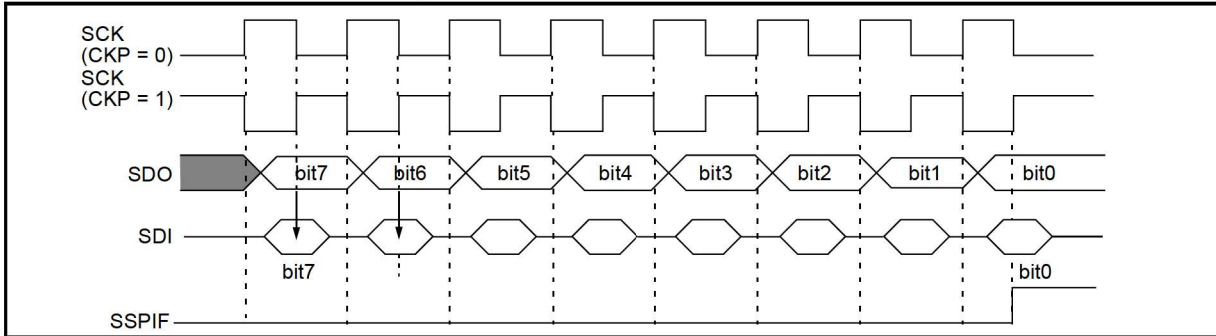 SCK
(CKP = 0)
SCK
(CKP = 1)
SDO bit7 bit6 bit5 bit4 bit3 bit2 bit1 bit0
SDI
bit7 bit0
SSPIF